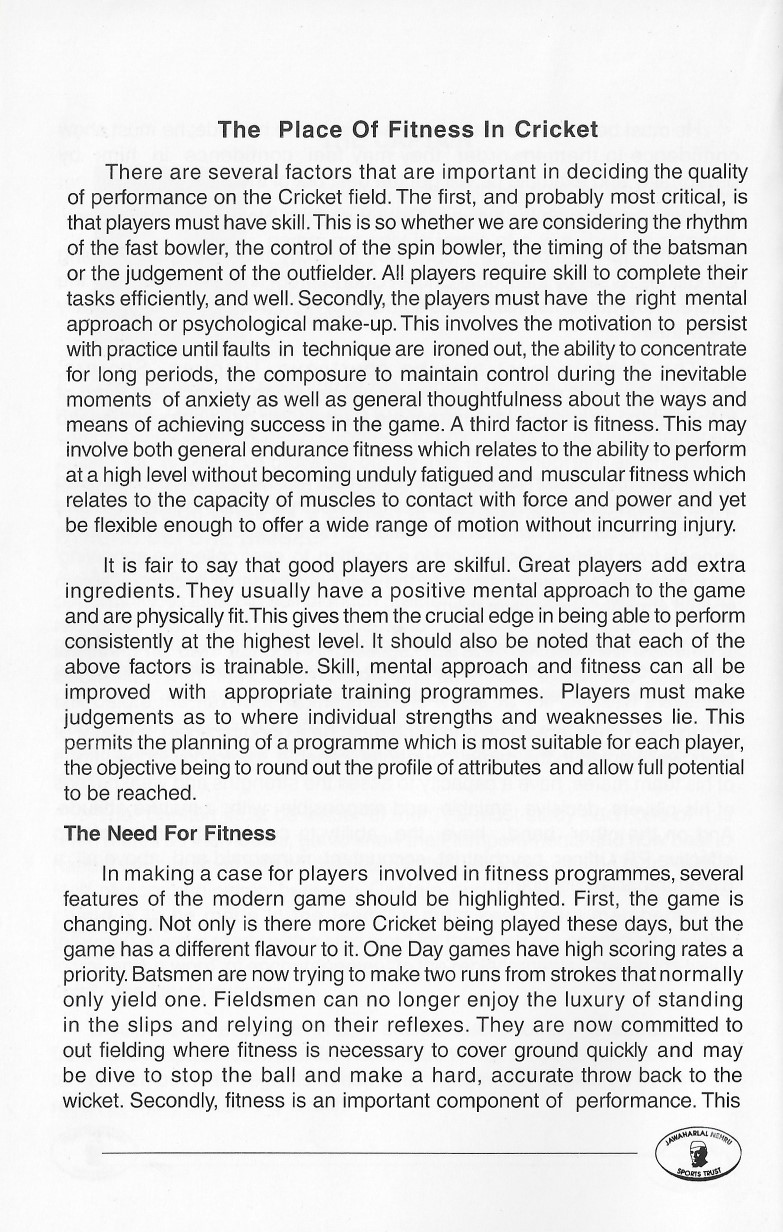 The Place Of Fitness In Cricket
There are several factors that are important in deciding the quality
of performance on the Cricket field. The first, and probably most critical, is
that players must have skill. This is so whether we are considering the rhythm
of the fast bowler, the control of the spin bowler, the timing of the batsman
or the judgement of the outfielder. All players require skill to complete their
tasks efficiently, and well. Secondly, the players must have the right mental
approach or psychological make-up. This involves the motivation to persist
with practice until faults in technique are ironed out, the ability to concentrate
for long periods, the composure to maintain control during the inevitable
moments of anxiety as well as general thoughtfulness about the ways and
means of achieving success in the game. A third factor is fitness. This may
involve both general endurance fitness which relates to the ability to perform
at a high level without becoming unduly fatigued and muscular fitness which
relates to the capacity of muscles to contact with force and power and yet
be flexible enough to offer a wide range of motion without incurring injury.
It is fair to say that good players are skilful. Great players add extra
ingredients. They usually have a positive mental approach to the game
and are physically fit.This gives them the crucial edge in being able to perform
consistently at the highest level. It should also be noted that each of the
above factors is trainable. Skill, mental approach and fitness can all be
improved with appropriate training programmes. Players must make
judgements as to where individual strengths and weaknesses lie. This
permits the planning of a programme which is most suitable for each player,
the objective being to round out the profile of attributes and allow full potential
to be reached.
The Need For Fitness
In making a case for players involved in fitness programmes, several
features of the modern game should be highlighted. First, the game is
changing. Not only is there more Cricket being played these days, but the
game has a different flavour to it. One Day games have high scoring rates a
priority. Batsmen are now trying to make two runs from strokes that normally
only yield one. Fieldsmen can no longer enjoy the luxury of standing
in the slips and relying on their reflexes. They are now committed to
out fielding where fitness is necessary to cover ground quickly and may
be dive to stop the ball and make a hard, accurate throw back to the
wicket. Secondly, fitness is an important component of performance. This
JAWAHARLAL NEHRU
SPORTS TRUST